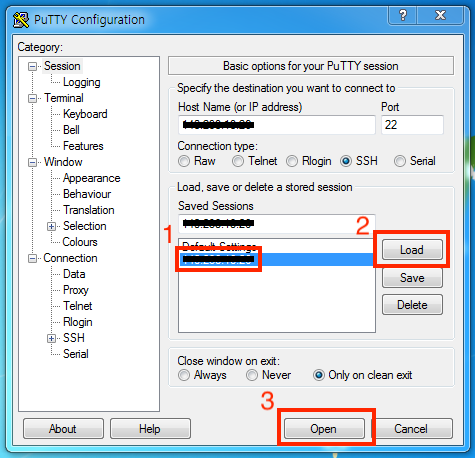 PuTTY Configuration
?
Category:
Session
Logging
Terminal
Keyboard
Bell
Features
Window
Appearance
Behaviour
Translation
Selection
Colours
Connection
Data
Proxy
Telnet
Rlogin
SSH
Serial
Basic options for your PuTTY session
Specify the destination you want to connect to
Host Name (or IP address) Port
22
Connection type:
Raw Telnet Rlogin SSH Serial
Load, save or delete a stored session
Saved Sessions
1 2
Default Settings Load
Save
Delete
Close window on exit:
Always Never Only on clean exit
3
About Help Open Cancel